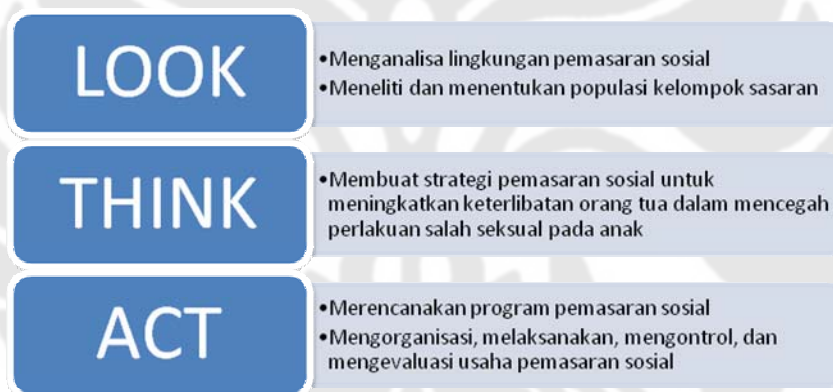 LOOK
•Menganalisa lingkungan pemasaran sosial
•Meneliti dan menentukan populasi kelompok sasaran
THINK
•Membuat strategi pemasaran sosial untuk
meningkatkan keterlibatan orang tua dalam mencegah
perlakuan salah seksual pada anak
ACT
•Merencanakan program pemasaran sosial
•Mengorganisasi, melaksanakan, mengontrol, dan
mengevaluasi usaha pemasaran sosial